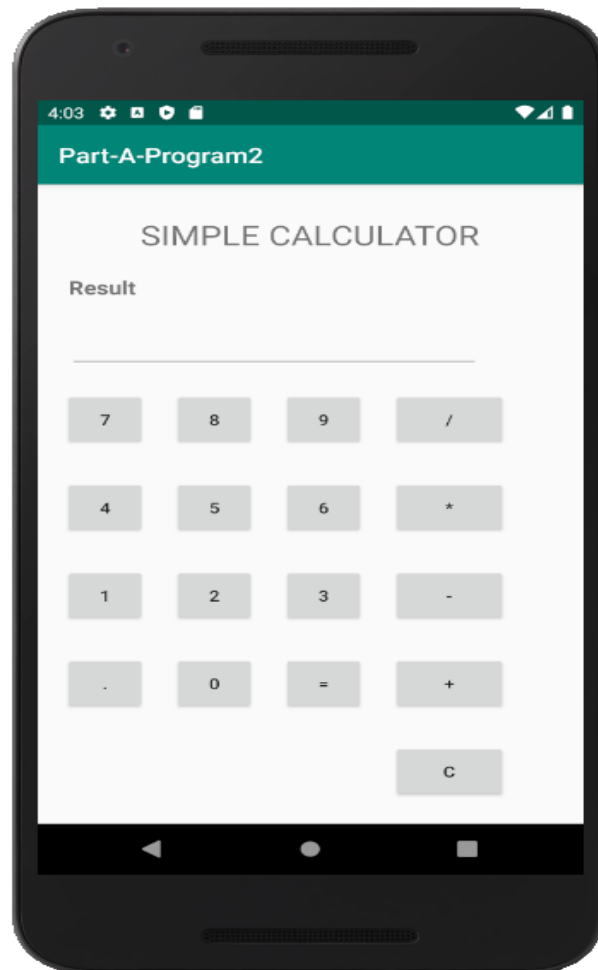 4:03
Part-A-Program2
SIMPLE CALCULATOR
Result
7 8 9 /
4 5 6 *
1 2 3 -
. 0 = +
C